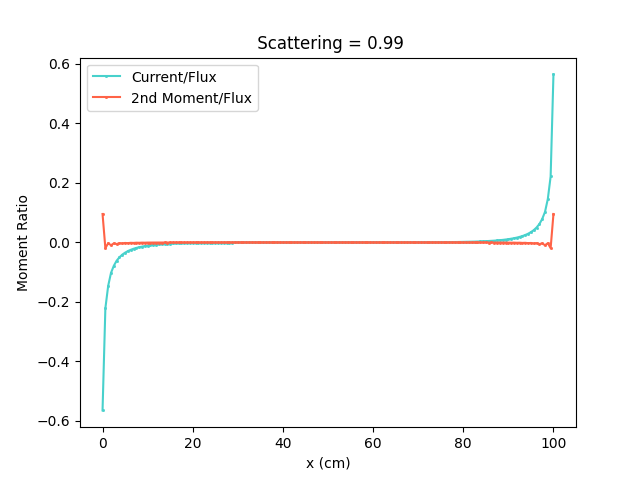 Scattering = 0.99
Current/Flux
2nd Moment/Flux
Moment Ratio
0.6
0.4
0.2
0.0
−0.2
−0.4
−0.6
0
20
40
60
80
100
x (cm)